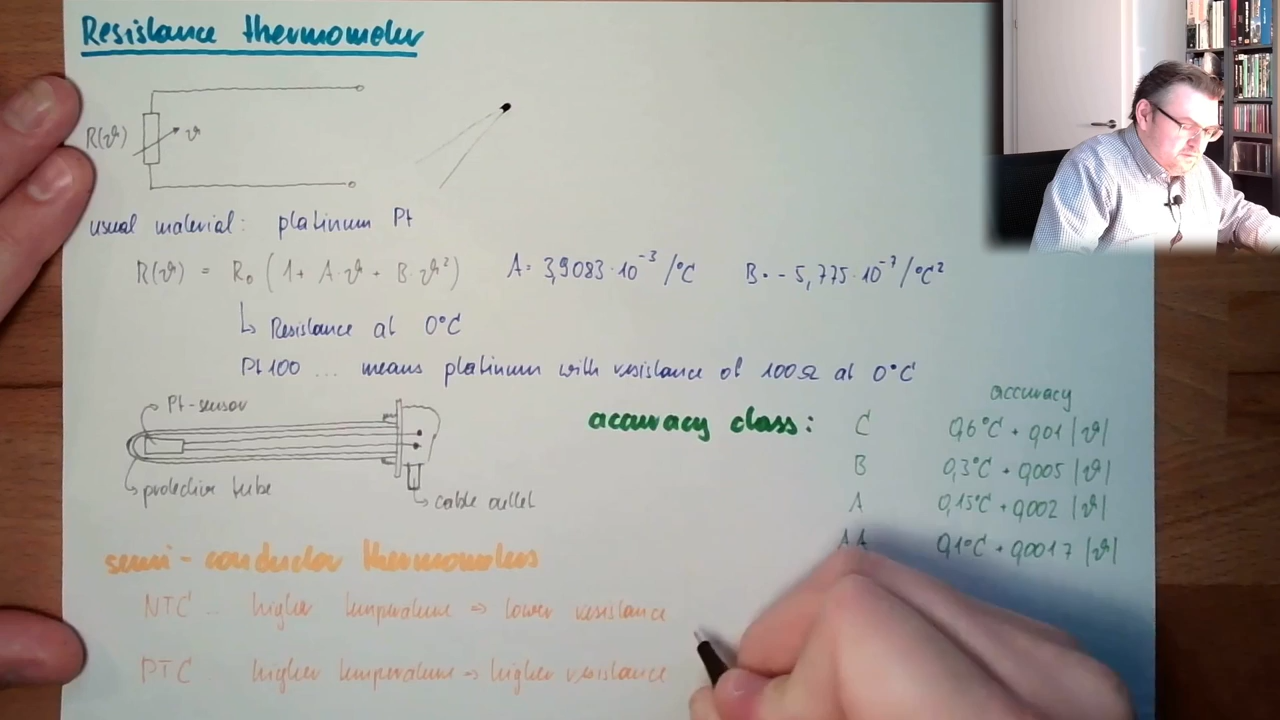 Resistance thermometer
R(ϑ) ϑ
usual material: platinum Pt
R(ϑ) = R₀ (1 + A·ϑ + B·ϑ²) A = 3,9083·10⁻³ /°C B = -5,775·10⁻⁷ /°C²
↳ Resistance at 0°C
Pt100 ... means platinum with resistance of 100Ω at 0°C
Pt-sensor
protective tube
cable outlet
accuracy class:
accuracy
C 0,6°C + 0,01 |ϑ|
B 0,3°C + 0,005 |ϑ|
A 0,15°C + 0,002 |ϑ|
AA 0,1°C + 0,0017 |ϑ|
semi-conductor thermometers
NTC ... higher temperature ⇒ lower resistance
PTC higher temperature → higher resistance